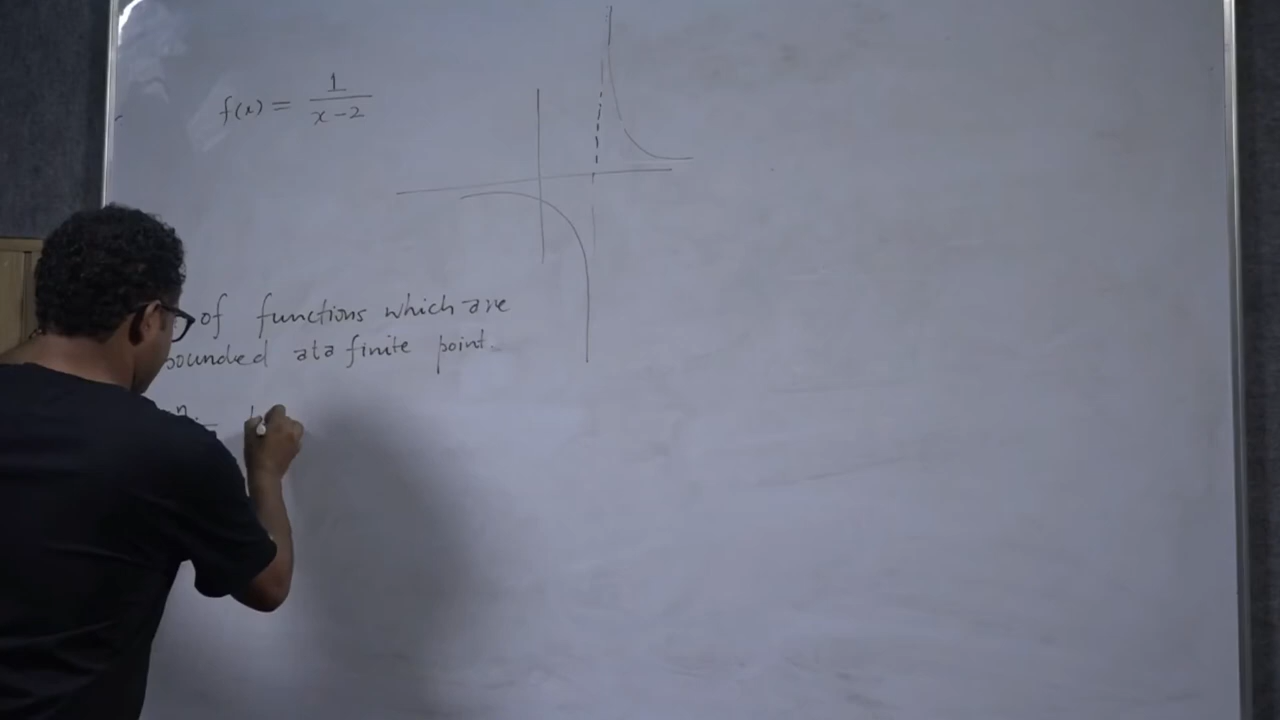 f(x) = 1/(x-2)
of functions which are
bounded at a finite point.
n.